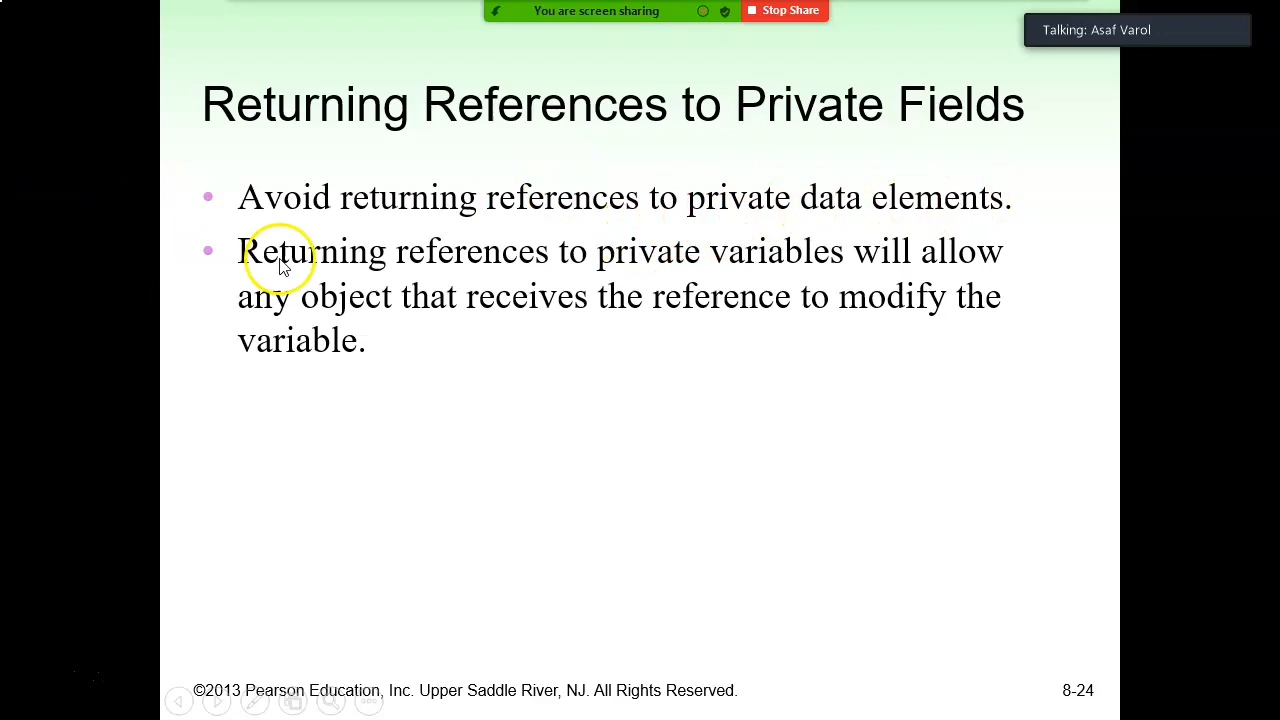 You are screen sharing
Stop Share
Talking: Asaf Varol
Returning References to Private Fields
• Avoid returning references to private data elements.
• Returning references to private variables will allow
any object that receives the reference to modify the
variable.
©2013 Pearson Education, Inc. Upper Saddle River, NJ. All Rights Reserved.
8-24